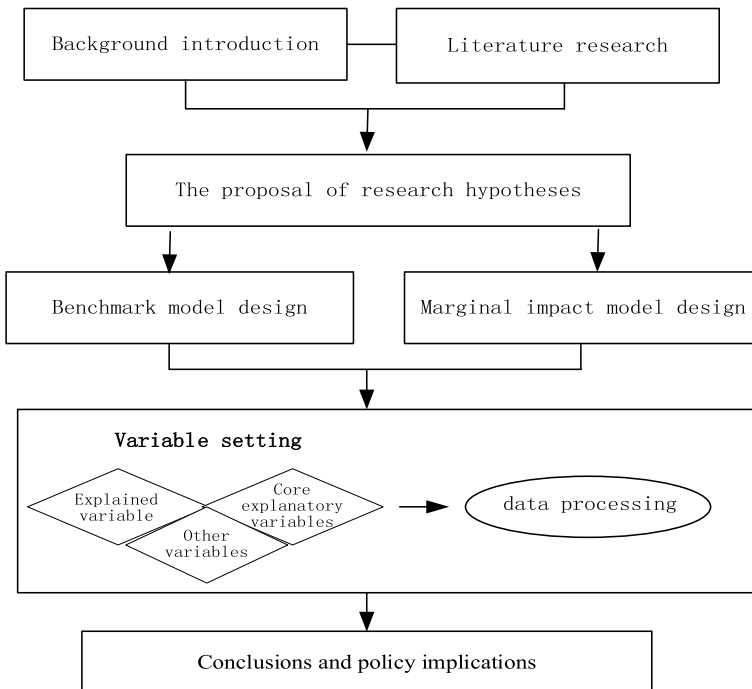 Background introduction
Literature research
The proposal of research hypotheses
Benchmark model design
Marginal impact model design
Variable setting
Explained
variable
Core
explanatory
variables
Other
variables
data processing
Conclusions and policy implications